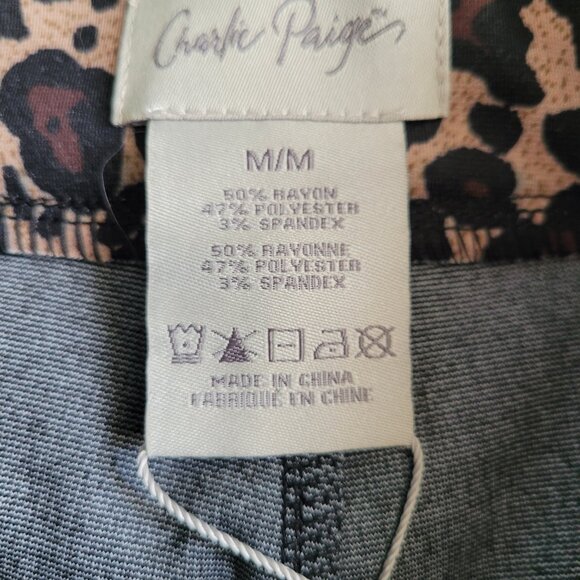 Charlie Paige™
M/M
50% RAYON
47% POLYESTER
3% SPANDEX
50% RAYONNE
47% POLYESTER
3% SPANDEX
MADE IN CHINA
FABRIQUÉ EN CHINE